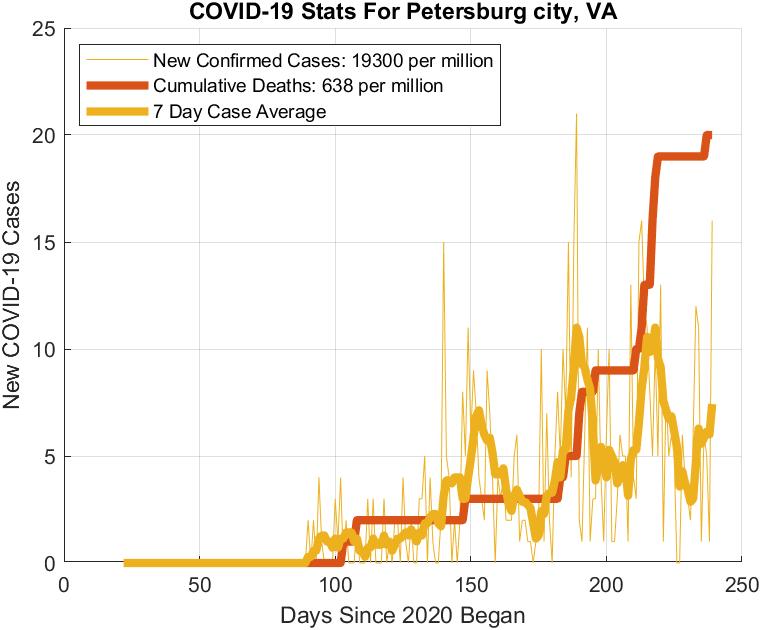 COVID-19 Stats For Petersburg city, VA
25
20
15
10
5
0
New COVID-19 Cases
New Confirmed Cases: 19300 per million
Cumulative Deaths: 638 per million
7 Day Case Average
0 50 100 150 200 250
Days Since 2020 Began